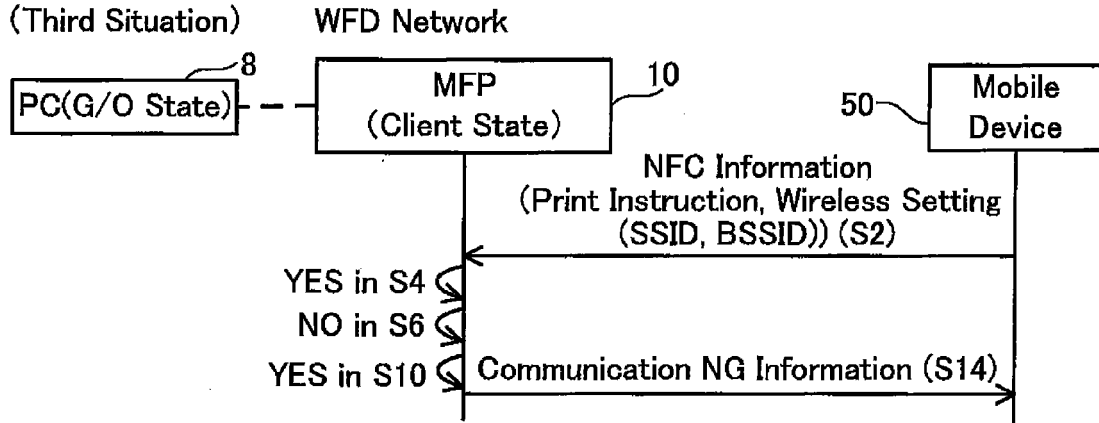 (Third Situation)
WFD Network
8
PC(G/O State)
MFP
(Client State)
10
50
Mobile
Device
NFC Information
(Print Instruction, Wireless Setting
(SSID, BSSID)) (S2)
YES in S4
NO in S6
YES in S10
Communication NG Information (S14)